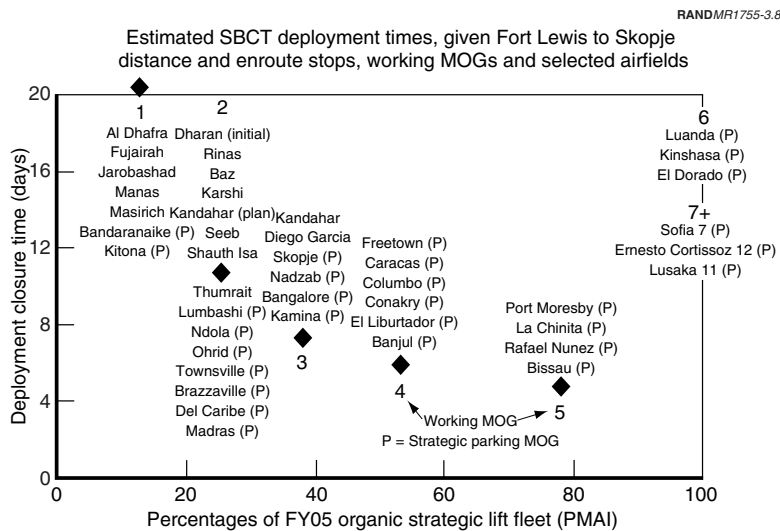 RANDMR1755-3.8
Estimated SBCT deployment times, given Fort Lewis to Skopje
distance and enroute stops, working MOGs and selected airfields
Deployment closure time (days)
20
16
12
8
4
0
1
Al Dhafra
Fujairah
Jarobashad
Manas
Masirich
Bandaranaike (P)
Kitona (P)
2
Dharan (initial)
Rinas
Baz
Karshi
Kandahar (plan)
Seeb
Shauth Isa
Thumrait
Lumbashi (P)
Ndola (P)
Ohrid (P)
Townsville (P)
Brazzaville (P)
Del Caribe (P)
Madras (P)
Kandahar
Diego Garcia
Skopje (P)
Nadzab (P)
Bangalore (P)
Kamina (P)
3
Freetown (P)
Caracas (P)
Columbo (P)
Conakry (P)
El Liburtador (P)
Banjul (P)
4
Port Moresby (P)
La Chinita (P)
Rafael Nunez (P)
Bissau (P)
5
6
Luanda (P)
Kinshasa (P)
El Dorado (P)
7+
Sofia 7 (P)
Ernesto Cortissoz 12 (P)
Lusaka 11 (P)
Working MOG
P = Strategic parking MOG
0
20
40
60
80
100
Percentages of FY05 organic strategic lift fleet (PMAI)